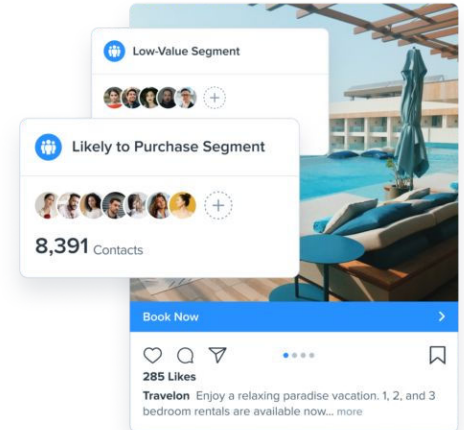 Low-Value Segment
Likely to Purchase Segment
8,391 Contacts
Book Now
285 Likes
Travelon Enjoy a relaxing paradise vacation. 1, 2, and 3
bedroom rentals are available now... more